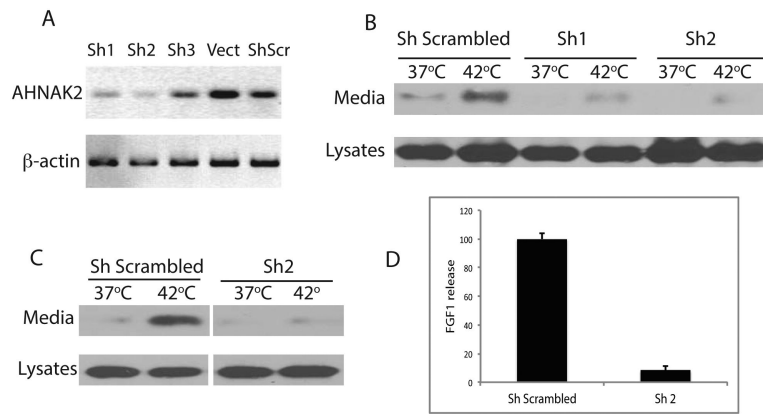 A
Sh1 Sh2 Sh3 Vect ShScr
AHNAK2
β-actin
B
Sh Scrambled Sh1 Sh2
37°C 42°C 37°C 42°C 37°C 42°C
Media
Lysates
C
Sh Scrambled Sh2
37°C 42°C 37°C 42°
Media
Lysates
D
120
100
80
60
40
20
0
FGF1 release
Sh Scrambled Sh 2